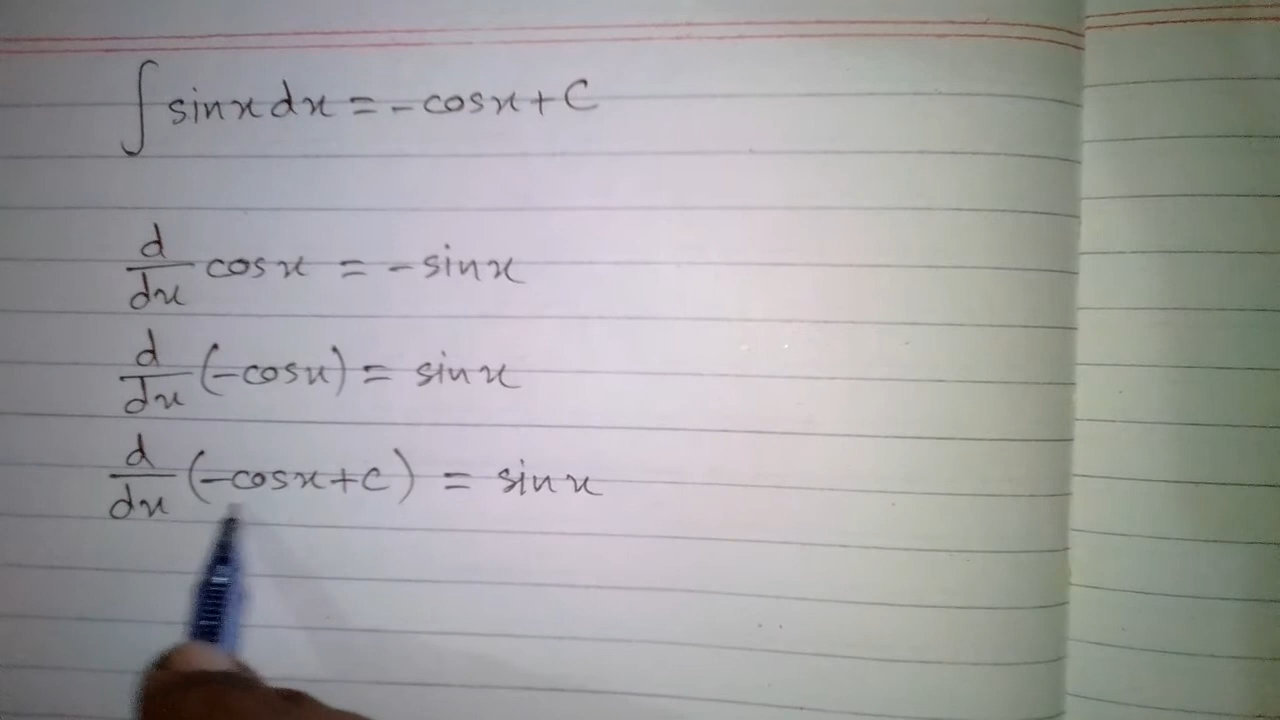 ∫ sinx dx = -cosx + C
d/dx cosx = -sinx
d/dx (-cosx) = sinx
d/dx (-cosx + c) = sinx